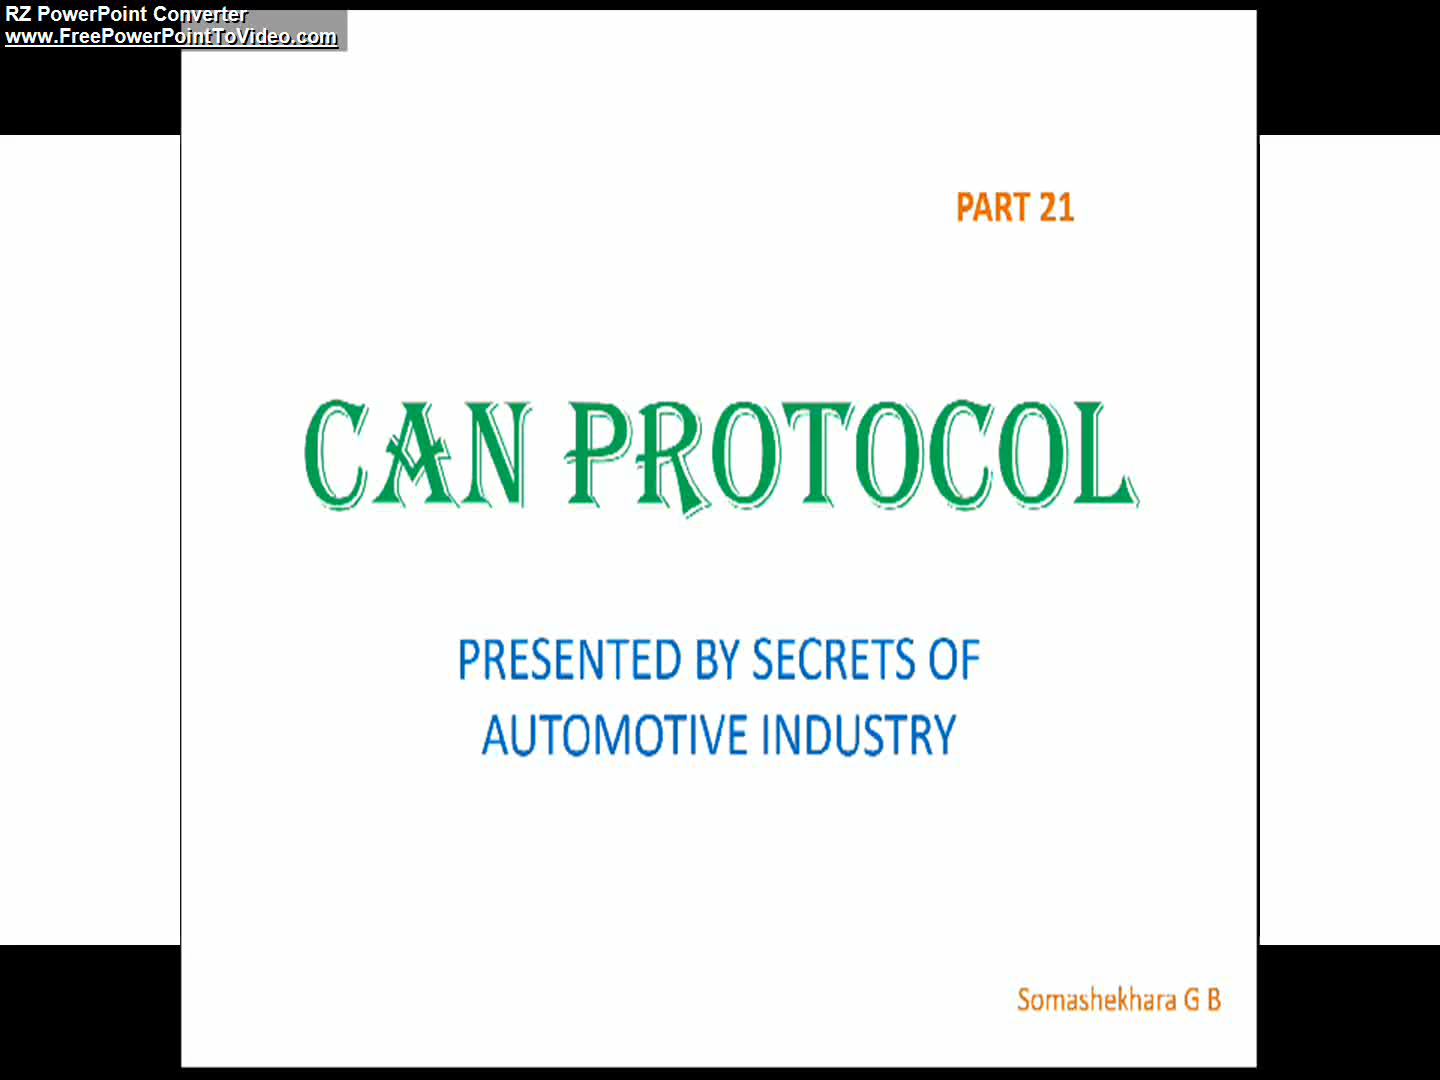 RZ PowerPoint Converter
www.FreePowerPointToVideo.com
PART 21
CAN PROTOCOL
PRESENTED BY SECRETS OF
AUTOMOTIVE INDUSTRY
Somashekhara G B